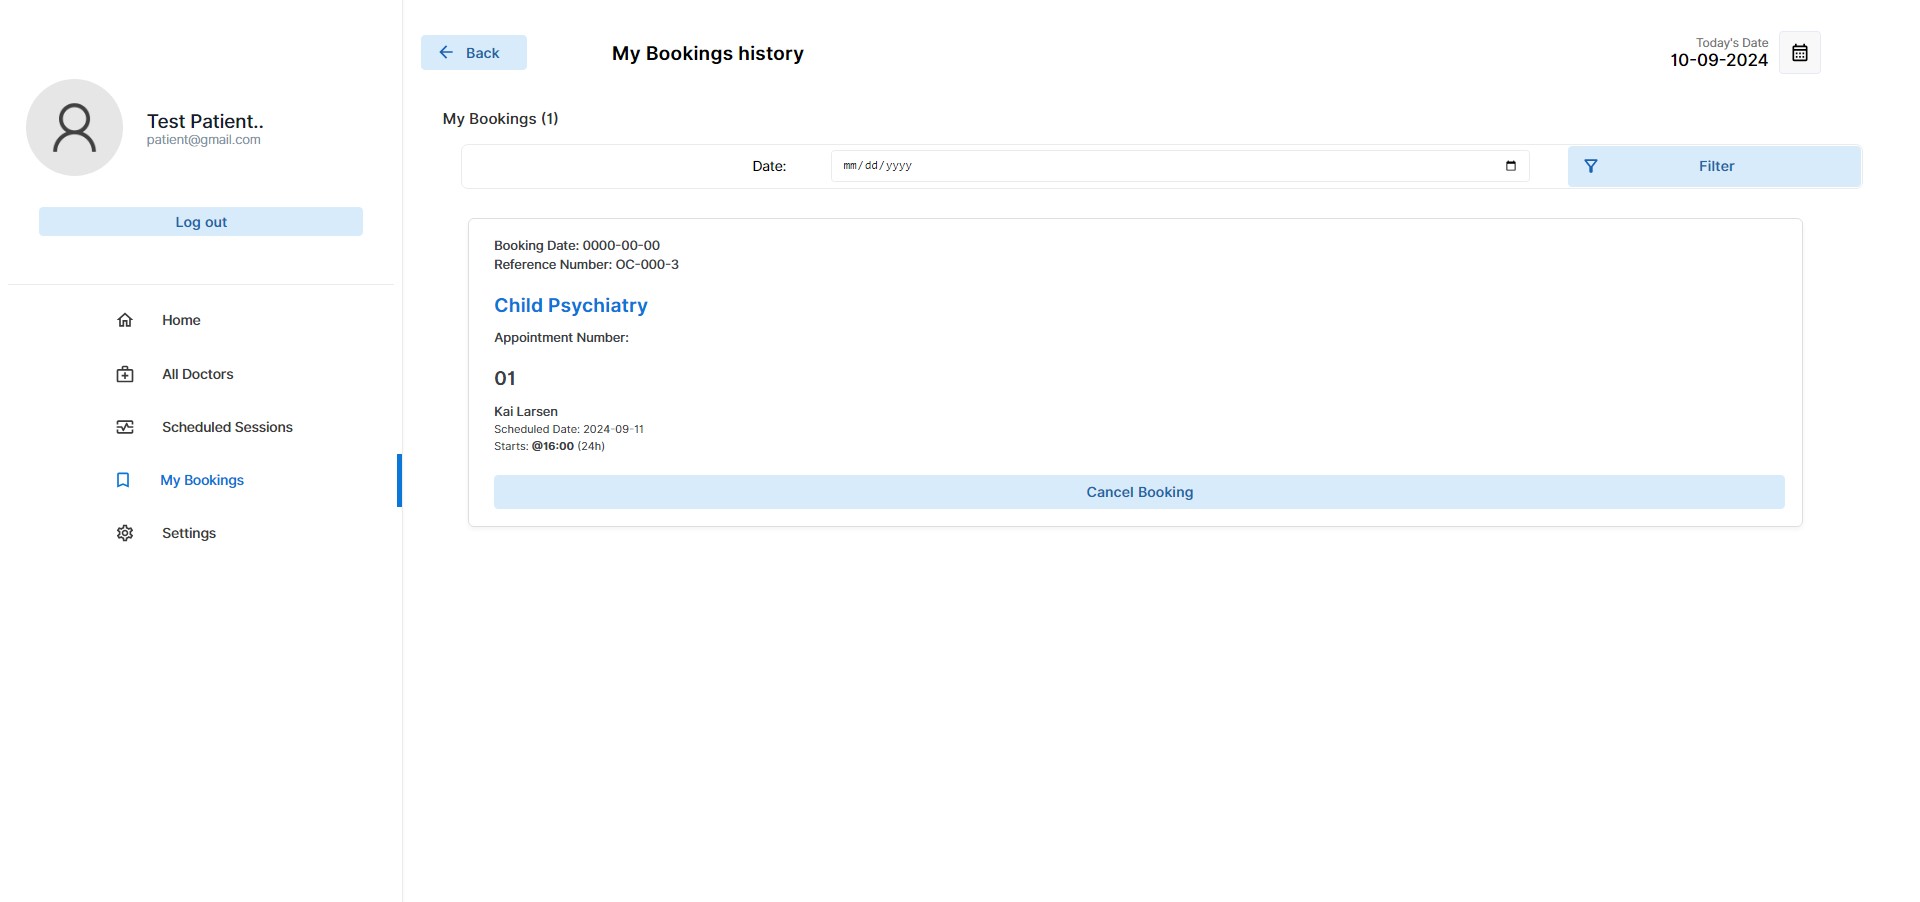 Test Patient..
patient@gmail.com
Log out
Home
All Doctors
Scheduled Sessions
My Bookings
Settings
Back
My Bookings history
Today's Date
10-09-2024
My Bookings (1)
Date:
mm/dd/yyyy
Filter
Booking Date: 0000-00-00
Reference Number: OC-000-3
Child Psychiatry
Appointment Number:
01
Kai Larsen
Scheduled Date: 2024-09-11
Starts: @16:00 (24h)
Cancel Booking